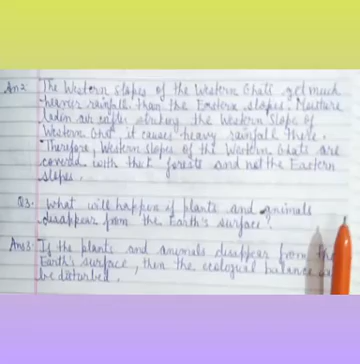 Ans 2. The Western slopes of the Western Ghats get much
heavier rainfall than the Eastern slopes. Moisture
laden air after striking the Western Slope of
Western Ghat, it causes heavy rainfall there.
Therefore, Western slopes of the Western Ghats are
covered with thick forests and not the Eastern
slopes.
Q3. What will happen if plants and animals
disappear from the Earth's surface?
Ans 3. If the plants and animals disappear from the
Earth's surface, then the ecological balance
be disturbed.